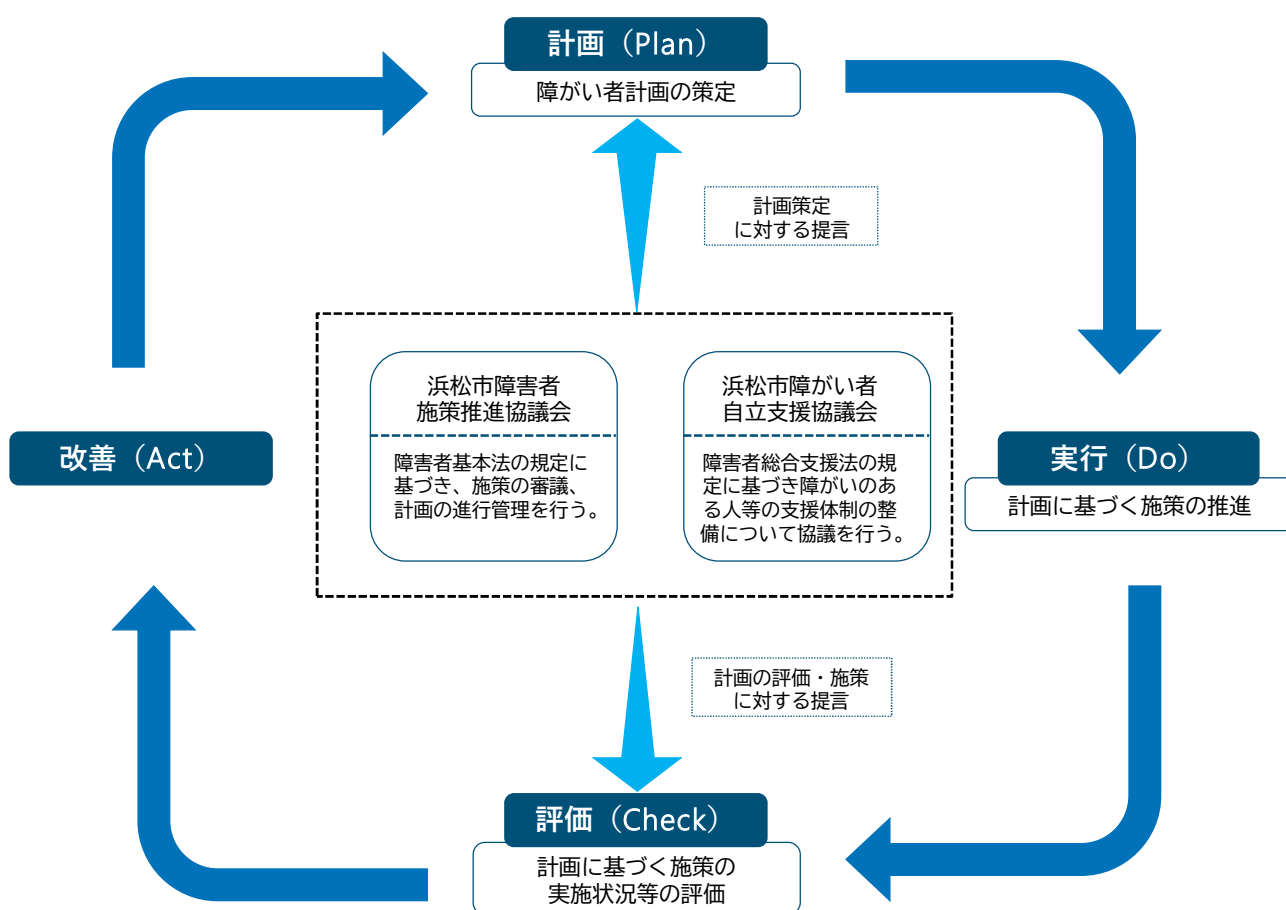 計画（Plan）
障がい者計画の策定
計画策定
に対する提言
浜松市障害者
施策推進協議会
障害者基本法の規定に
基づき、施策の審議、
計画の進行管理を行う。
浜松市障がい者
自立支援協議会
障害者総合支援法の規
定に基づき障がいのあ
る人等の支援体制の整
備について協議を行う。
改善（Act）
実行（Do）
計画に基づく施策の推進
計画の評価・施策
に対する提言
評価（Check）
計画に基づく施策の
実施状況等の評価